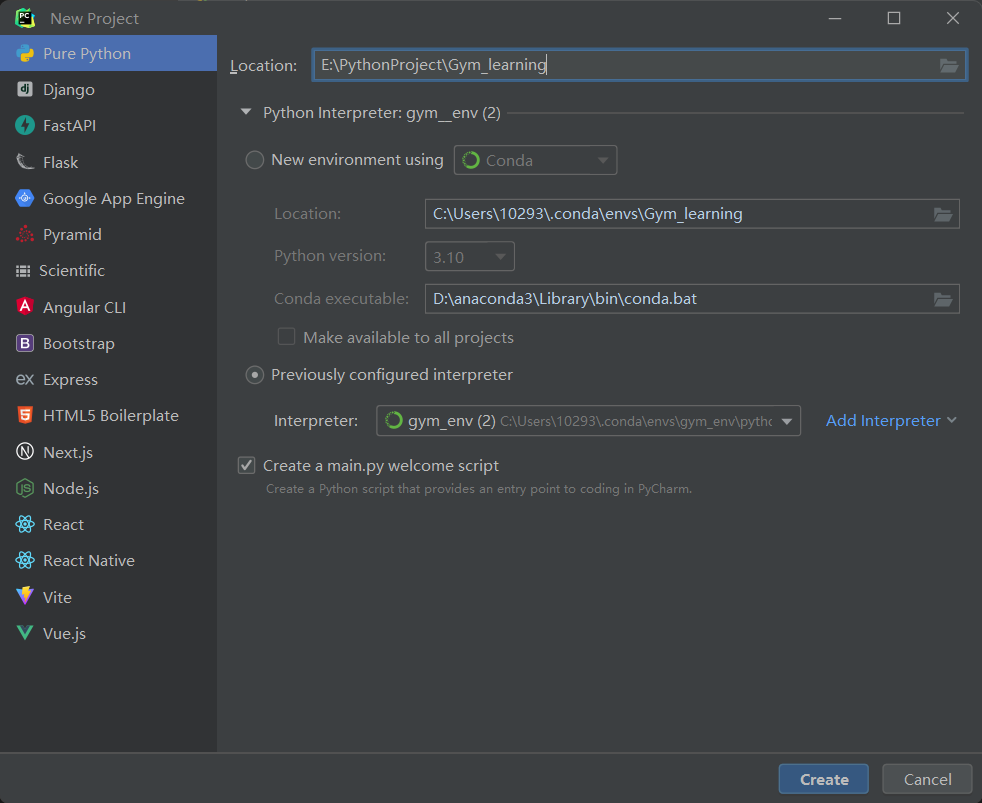 New Project
Pure Python
Django
FastAPI
Flask
Google App Engine
Pyramid
Scientific
Angular CLI
Bootstrap
Express
HTML5 Boilerplate
Next.js
Node.js
React
React Native
Vite
Vue.js
Location: E:\PythonProject\Gym_learning
Python Interpreter: gym__env (2)
New environment using Conda
Location: C:\Users\10293\.conda\envs\Gym_learning
Python version: 3.10
Conda executable: D:\anaconda3\Library\bin\conda.bat
Make available to all projects
Previously configured interpreter
Interpreter: gym_env (2) C:\Users\10293\.conda\envs\gym_env\pythc Add Interpreter
Create a main.py welcome script
Create a Python script that provides an entry point to coding in PyCharm.
Create Cancel